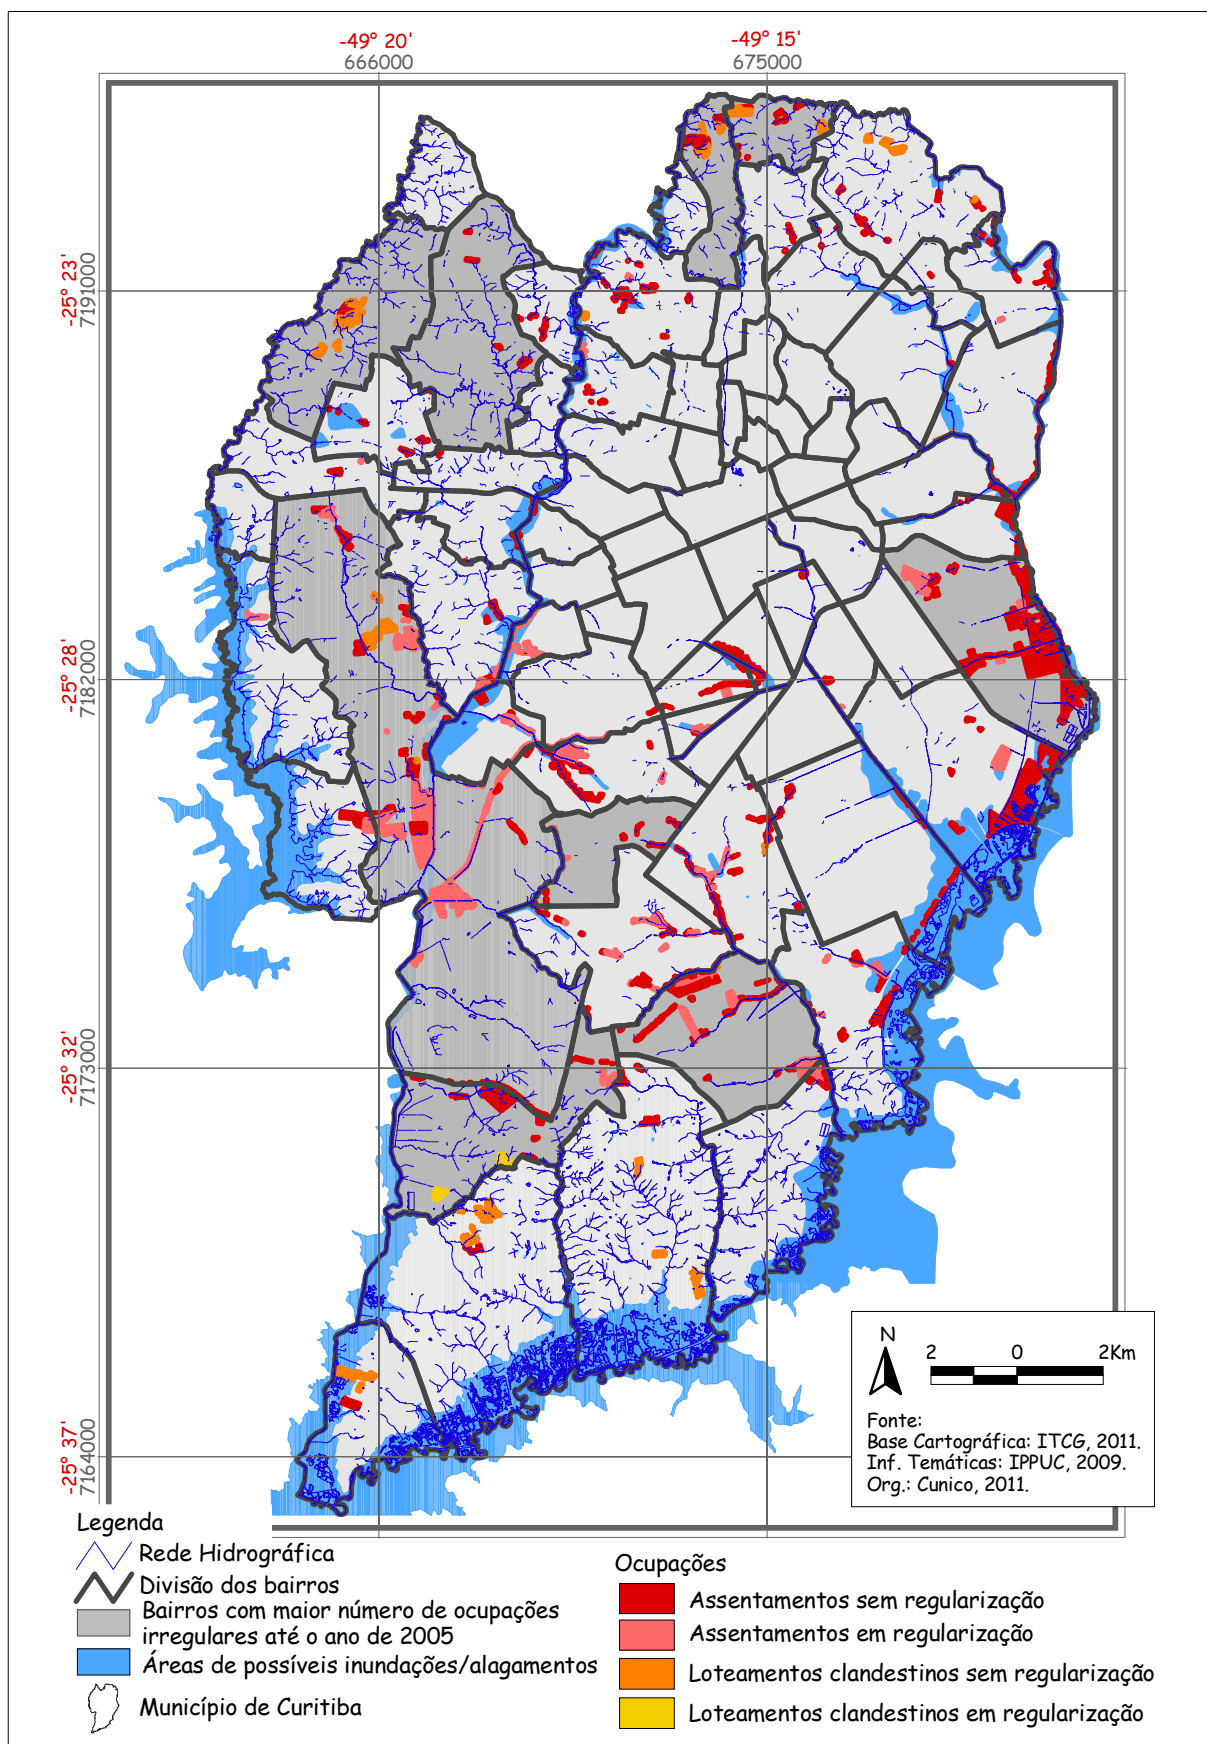 -49° 20'
666000
-49° 15'
675000
-25° 23'
7191000
-25° 28'
7182000
-25° 32'
7173000
-25° 37'
7164000
N
2 0 2Km
Fonte:
Base Cartográfica: ITCG, 2011.
Inf. Temáticas: IPPUC, 2009.
Org.: Cunico, 2011.
Legenda
Rede Hidrográfica
Divisão dos bairros
Bairros com maior número de ocupações
irregulares até o ano de 2005
Áreas de possíveis inundações/alagamentos
Município de Curitiba
Ocupações
Assentamentos sem regularização
Assentamentos em regularização
Loteamentos clandestinos sem regularização
Loteamentos clandestinos em regularização